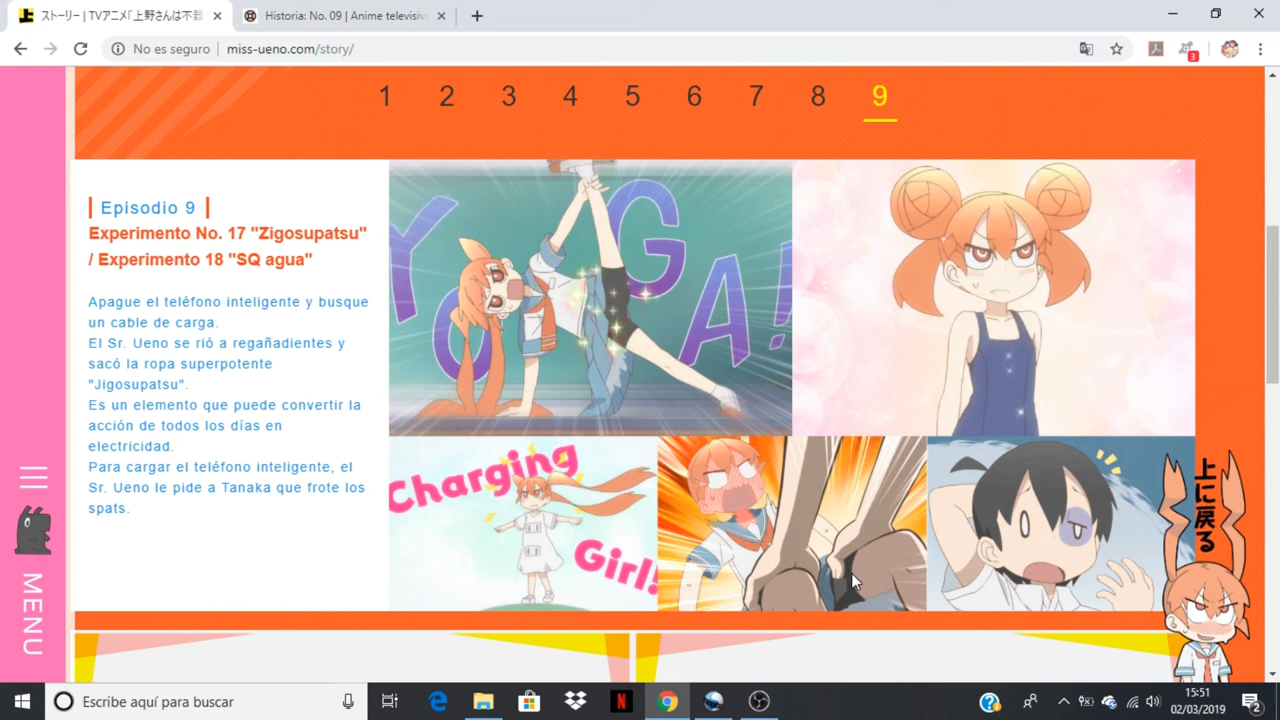 ストーリー | TVアニメ「上野さんは不器
Historia: No. 09 | Anime televisivo
No es seguro
miss-ueno.com/story/
3
1 2 3 4 5 6 7 8 9
Episodio 9
Experimento No. 17 "Zigosupatsu"
/ Experimento 18 "SQ agua"
Apague el teléfono inteligente y busque
un cable de carga.
El Sr. Ueno se rió a regañadientes y
sacó la ropa superpotente
"Jigosupatsu".
Es un elemento que puede convertir la
acción de todos los días en
electricidad.
Para cargar el teléfono inteligente, el
Sr. Ueno le pide a Tanaka que frote los
spats.
YOGA!
Charging
Girl!
上に戻る
MENU
Escribe aquí para buscar
15:51
02/03/2019
2